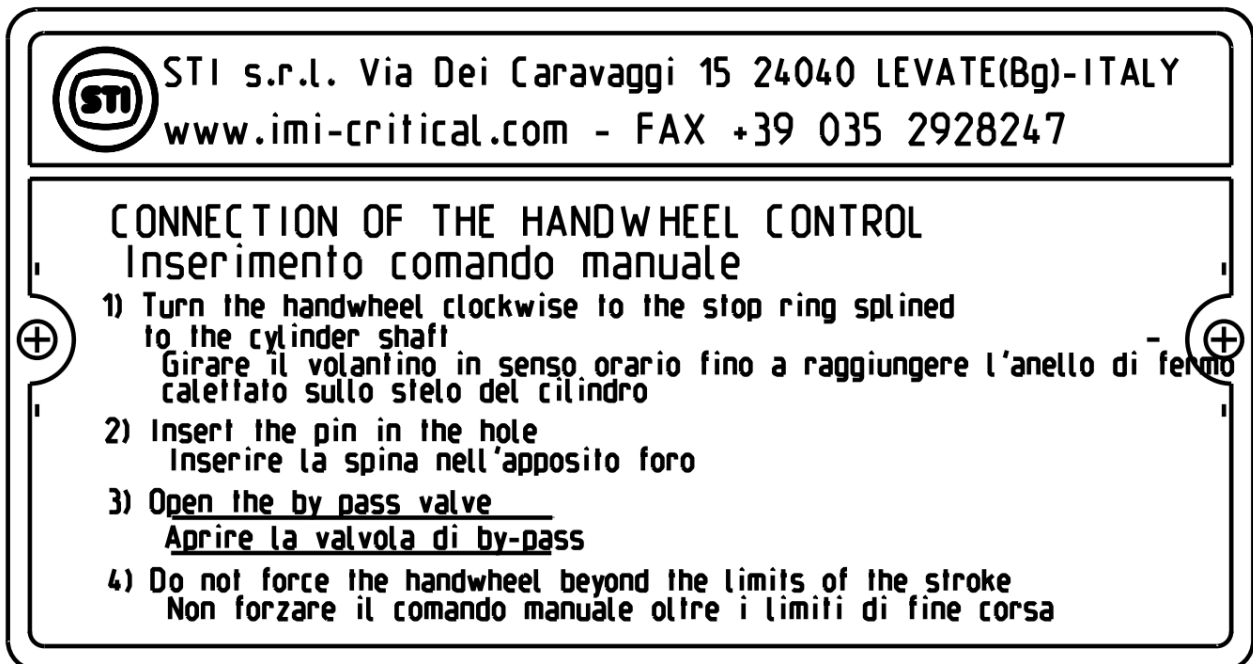 STI
STI s.r.l. Via Dei Caravaggi 15 24040 LEVATE(Bg)-ITALY
www.imi-critical.com - FAX +39 035 2928247
CONNECTION OF THE HANDWHEEL CONTROL
Inserimento comando manuale
1) Turn the handwheel clockwise to the stop ring splined
to the cylinder shaft
Girare il volantino in senso orario fino a raggiungere l'anello di fermo
calettato sullo stelo del cilindro
2) Insert the pin in the hole
Inserire la spina nell'apposito foro
3) Open the by pass valve
Aprire la valvola di by-pass
4) Do not force the handwheel beyond the limits of the stroke
Non forzare il comando manuale oltre i limiti di fine corsa